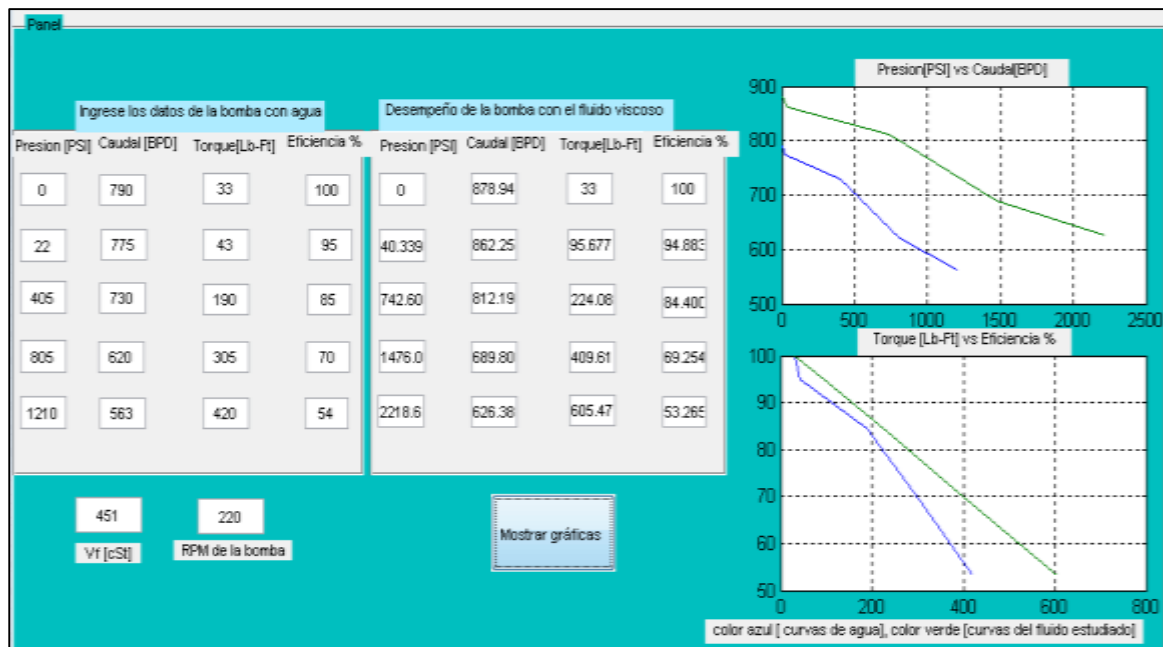 Panel
Ingrese los datos de la bomba con agua
Presion [PSI] Caudal [BPD] Torque[Lb-Ft] Eficiencia %
0 790 33 100
22 775 43 95
405 730 190 85
805 620 305 70
1210 563 420 54
Desempeño de la bomba con el fluido viscoso
Presion [PSI] Caudal [BPD] Torque[Lb-Ft] Eficiencia %
0 878.94 33 100
40.339 862.25 95.677 94.883
742.60 812.19 224.08 84.400
1476.0 689.80 409.61 69.254
2218.6 626.38 605.47 53.265
451
Vf [cSt]
220
RPM de la bomba
Mostrar gráficas
Presion[PSI] vs Caudal[BPD]
900
800
700
600
500
0 500 1000 1500 2000 2500
Torque [Lb-Ft] vs Eficiencia %
100
90
80
70
60
50
0 200 400 600 800
color azul [ curvas de agua], color verde [curvas del fluido estudiado]